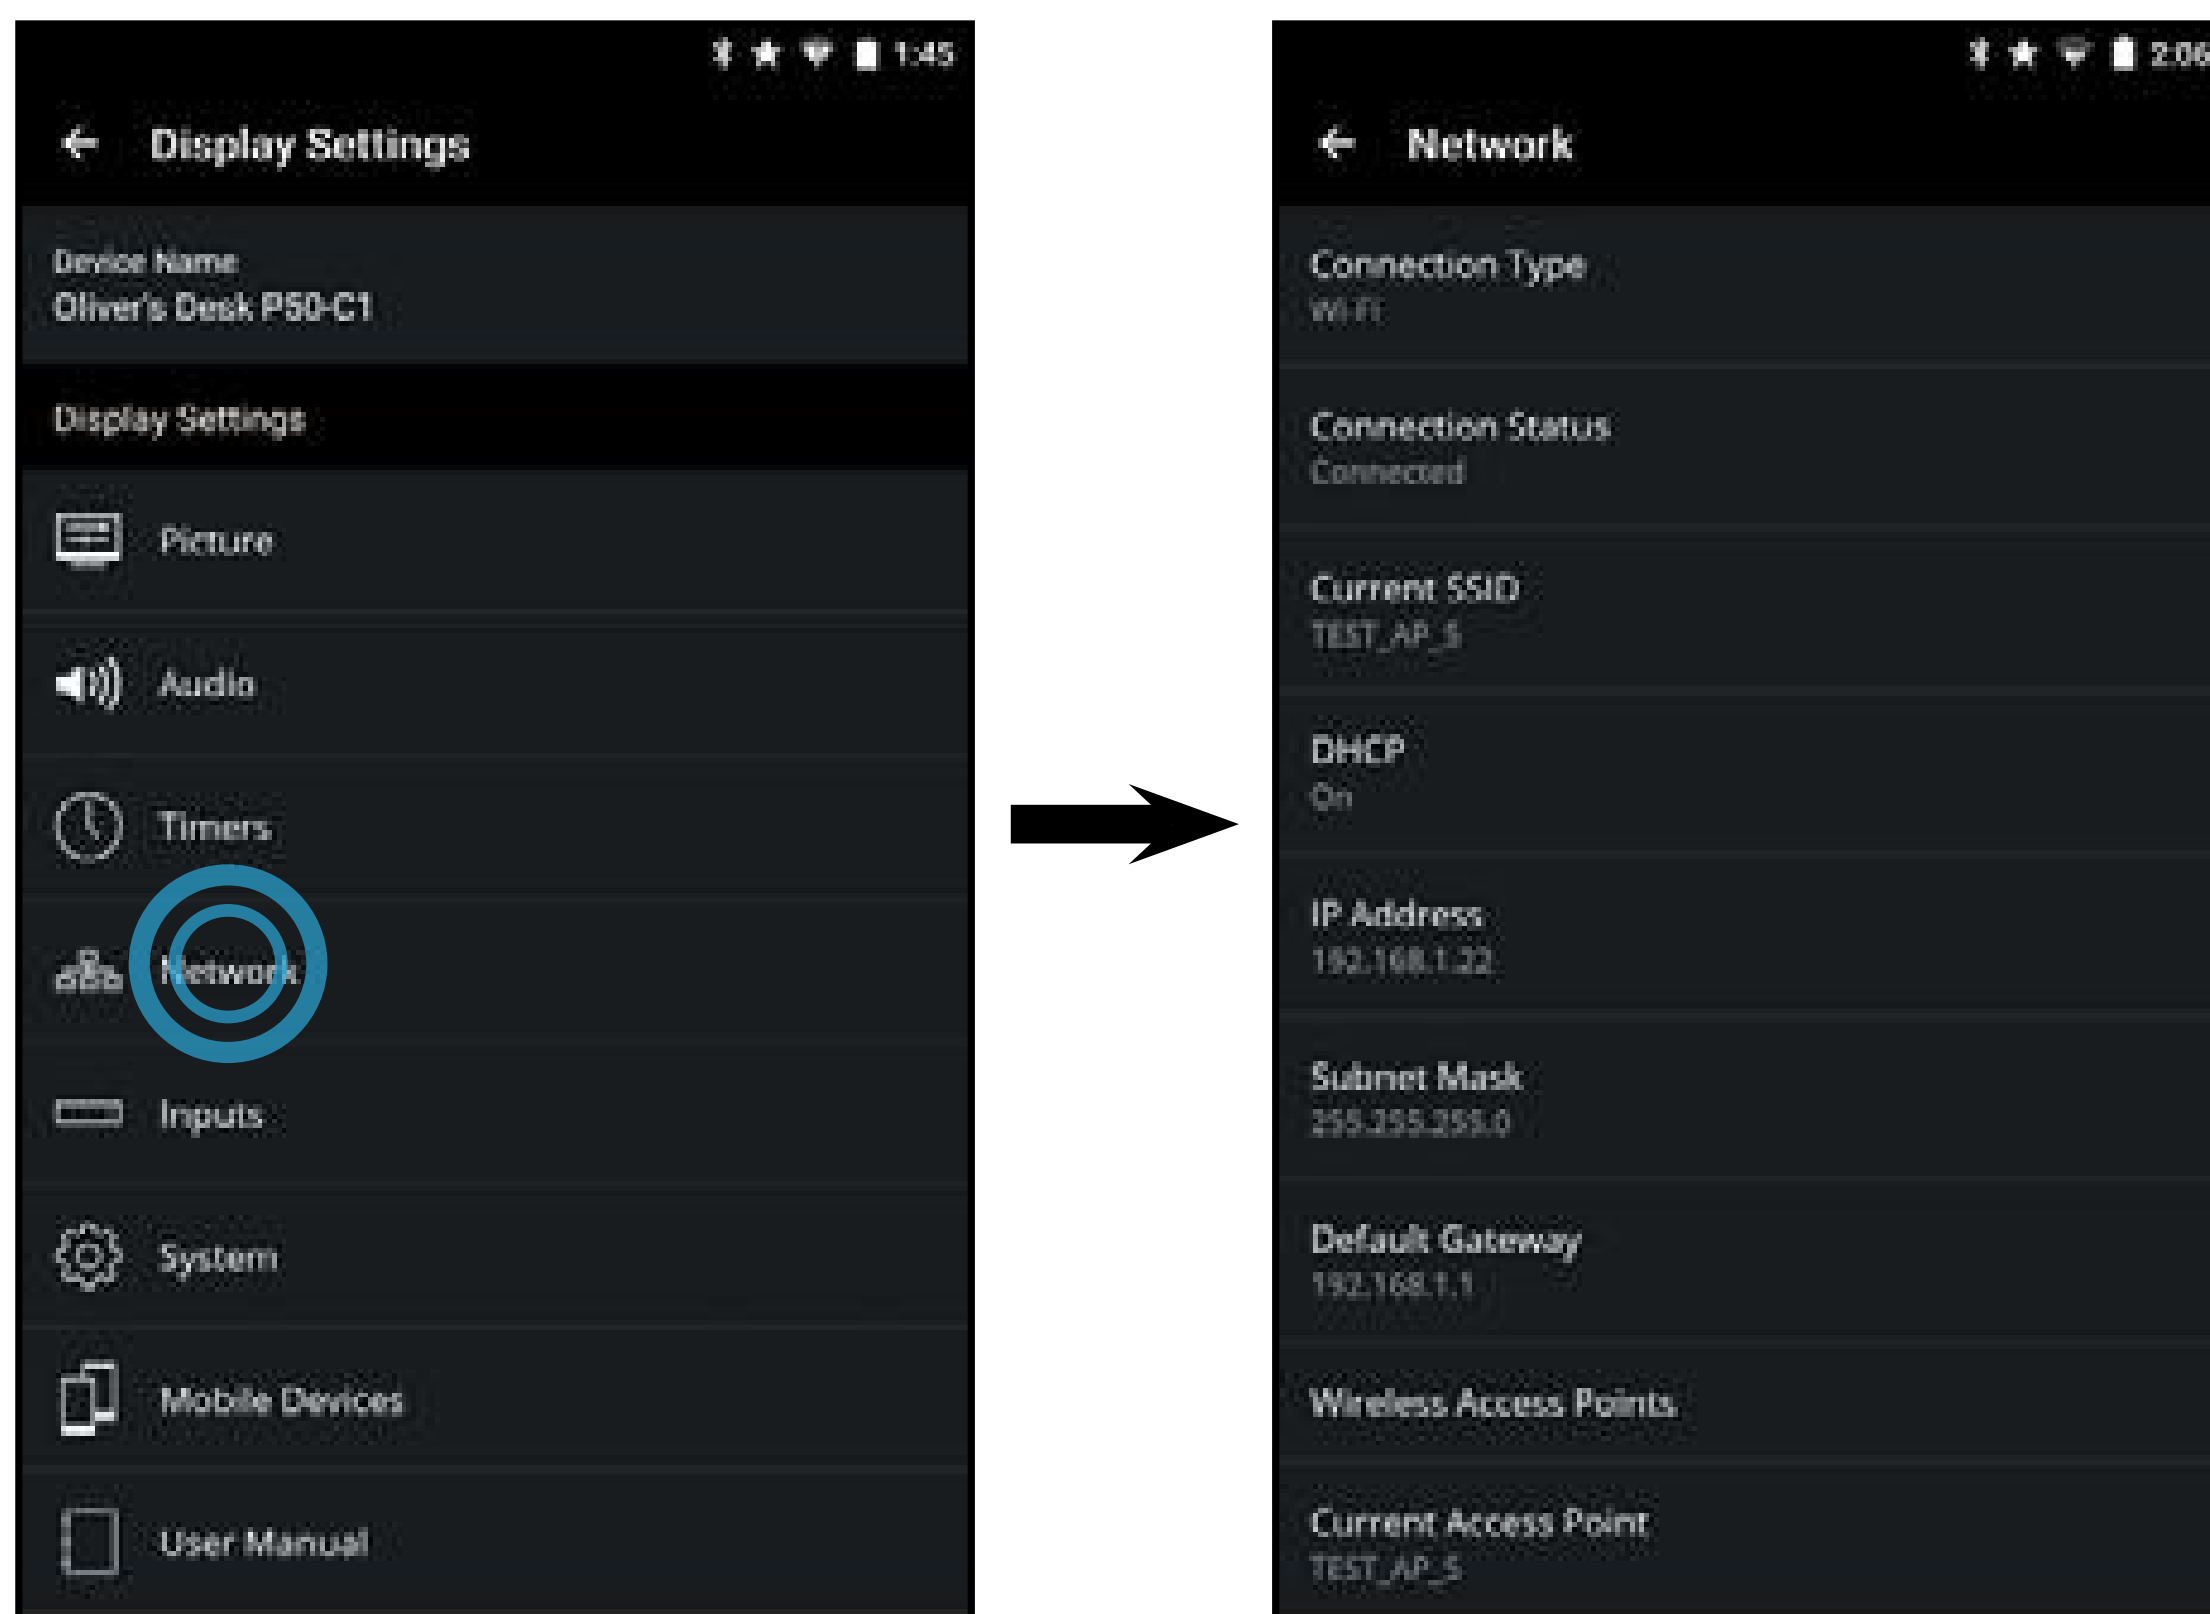 1:45
Display Settings
Device Name
Oliver's Desk P50-C1
Display Settings
Picture
Audio
Timers
Network
Inputs
System
Mobile Devices
User Manual
2:06
Network
Connection Type
Wi-Fi
Connection Status
Connected
Current SSID
TEST_AP_5
DHCP
On
IP Address
192.168.1.22
Subnet Mask
255.255.255.0
Default Gateway
192.168.1.1
Wireless Access Points
Current Access Point
TEST_AP_5